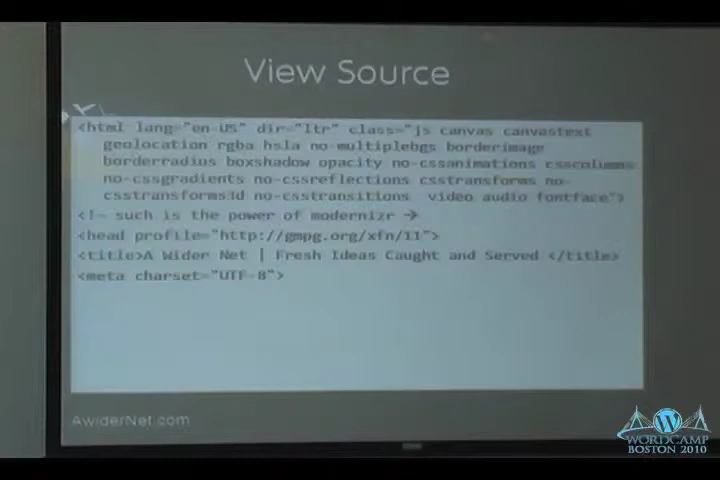 View Source
<html lang="en-US" dir="ltr" class="js canvas canvastext
geolocation rgba hsla no-multiplebgs borderimage
borderradius boxshadow opacity no-cssanimations csscolumns
no-cssgradients no-cssreflections csstransforms no-
csstransforms3d no-csstransitions video audio fontface">
<!— such is the power of modernizr →
<head profile="http://gmpg.org/xfn/11">
<title>A Wider Net | Fresh Ideas Caught and Served </title>
<meta charset="UTF-8">
AwiderNet.com
WORDCAMP
BOSTON 2010